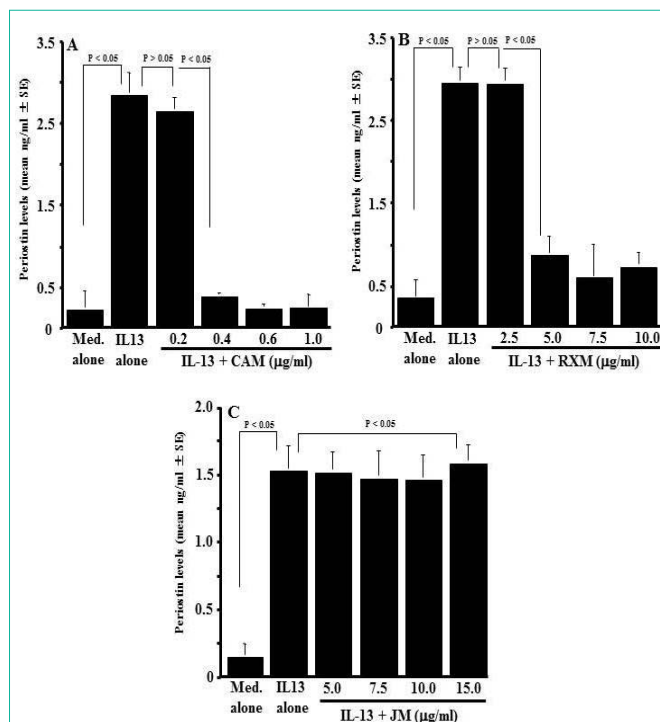 A
P < 0.05
P > 0.05
P < 0.05
3.5
2.5
1.5
0.5
0
Periostin levels (mean ng/ml ± SE)
Med. alone
IL13 alone
0.2
0.4
0.6
1.0
IL-13 + CAM (µg/ml)
B
P < 0.05
P > 0.05
P < 0.05
3.5
2.5
1.5
0.5
0
Periostin levels (mean ng/ml ± SE)
Med. alone
IL13 alone
2.5
5.0
7.5
10.0
IL-13 + RXM (µg/ml)
C
P < 0.05
P < 0.05
2.0
1.5
1.0
0.5
0
Periostin levels (mean ng/ml ± SE)
Med. alone
IL13 alone
5.0
7.5
10.0
15.0
IL-13 + JM (µg/ml)